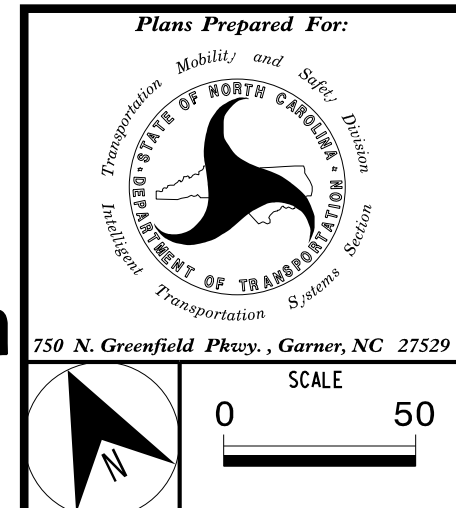 Plans Prepared For:
Transportation Mobility and Safety Division
STATE OF NORTH CAROLINA
DEPARTMENT OF TRANSPORTATION
Intelligent Transportation Systems Section
750 N. Greenfield Pkwy., Garner, NC 27529
SCALE
0 50
N